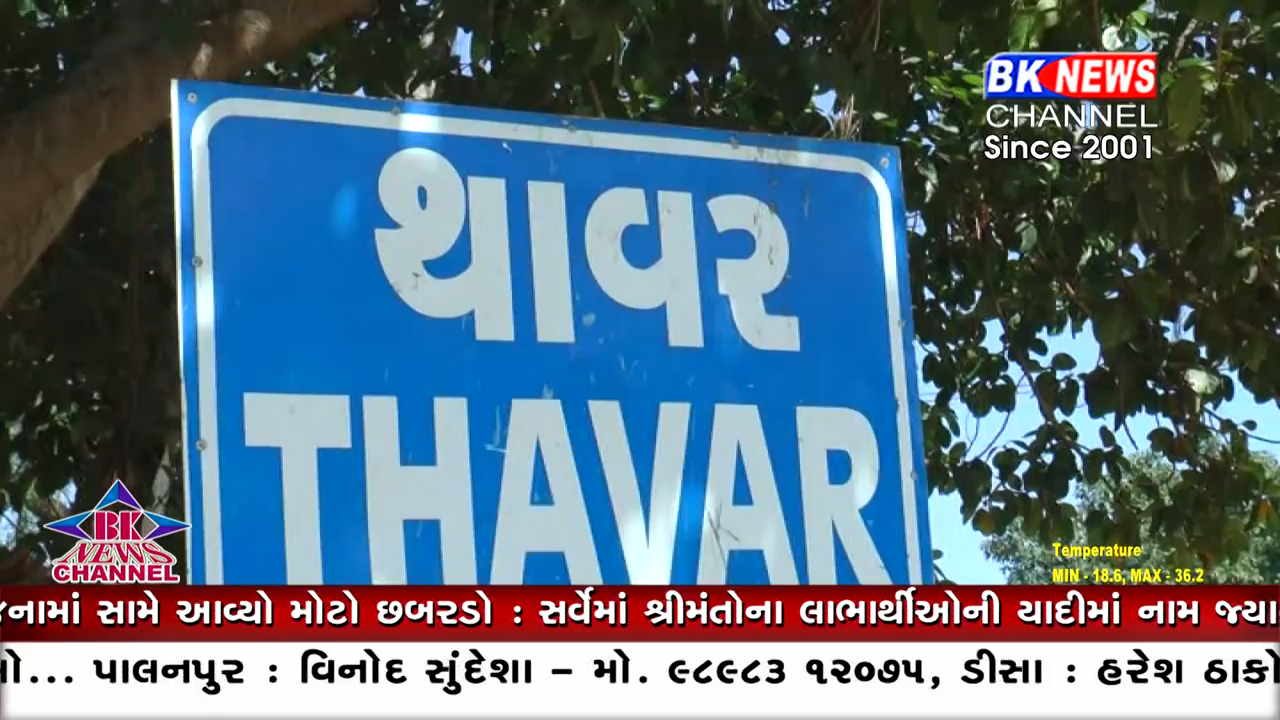 BK NEWS
CHANNEL
Since 2001
થાવર
THAVAR
BK
NEWS
CHANNEL
Temperature
MIN - 18.6, MAX - 36.2
સામે આવ્યો મોટો છબરડો : સર્વેમાં શ્રીમંતોના લાભાર્થીઓની યાદીમાં નામ
પાલનપુર : વિનોદ સુંદેશા – મો. ૯૮૯૮૩ ૧૨૦૭૫, ડીસા : હરેશ